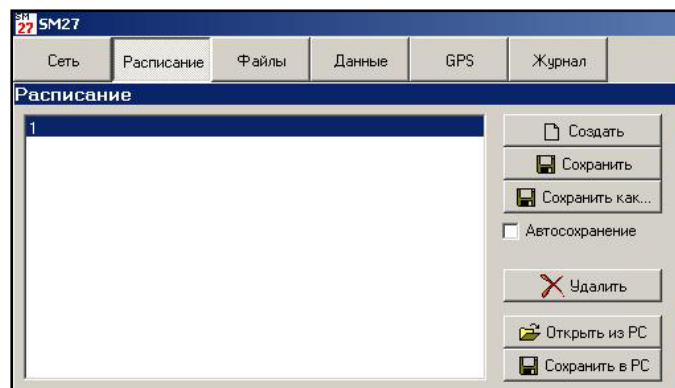 SM 27 SM27
Сеть Расписание Файлы Данные GPS Журнал
Расписание
1
Создать
Сохранить
Сохранить как...
Автосохранение
Удалить
Открыть из PC
Сохранить в PC